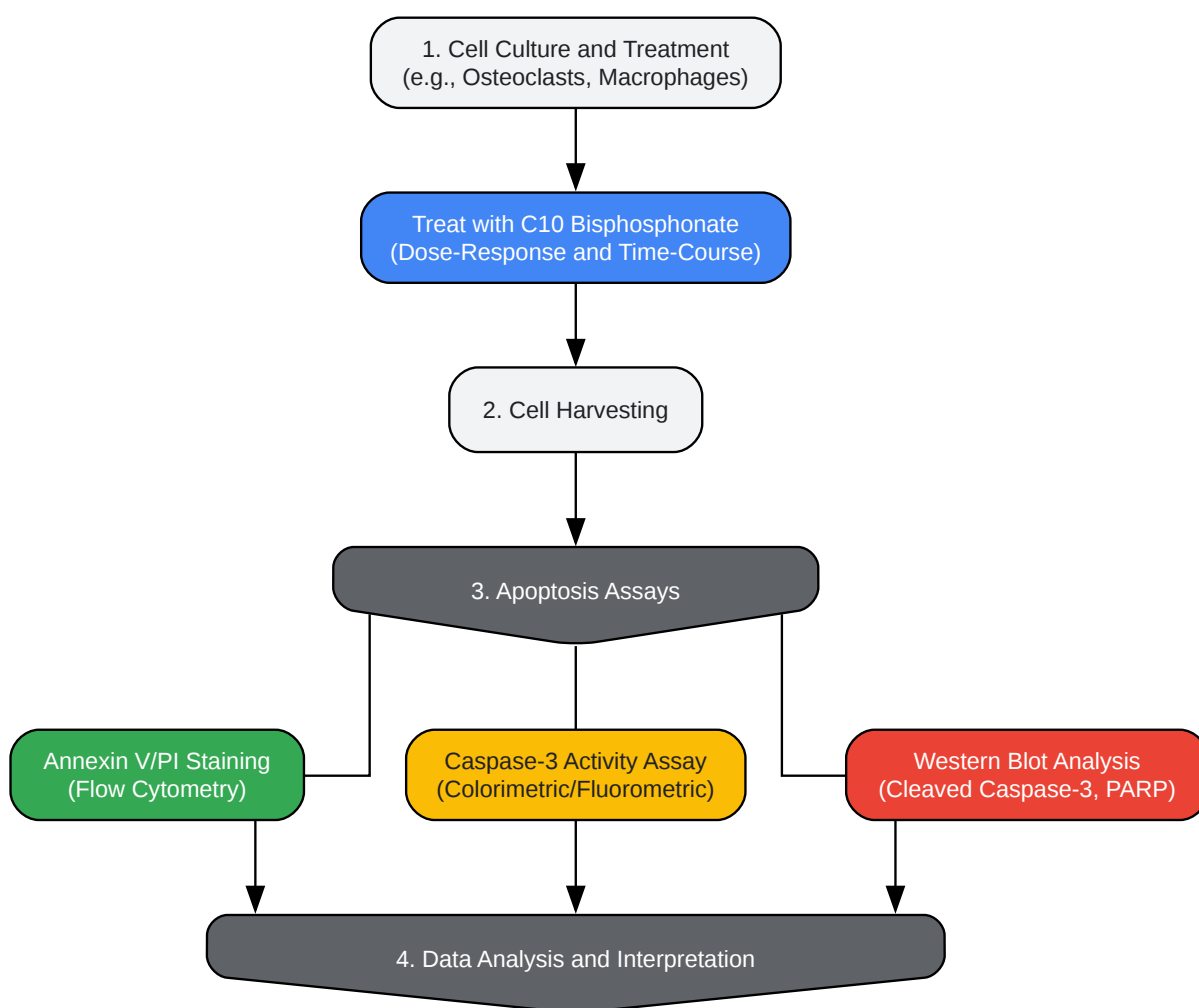 1. Cell Culture and Treatment
(e.g., Osteoclasts, Macrophages)
Treat with C10 Bisphosphonate
(Dose-Response and Time-Course)
2. Cell Harvesting
3. Apoptosis Assays
Annexin V/PI Staining
(Flow Cytometry)
Caspase-3 Activity Assay
(Colorimetric/Fluorometric)
Western Blot Analysis
(Cleaved Caspase-3, PARP)
4. Data Analysis and Interpretation